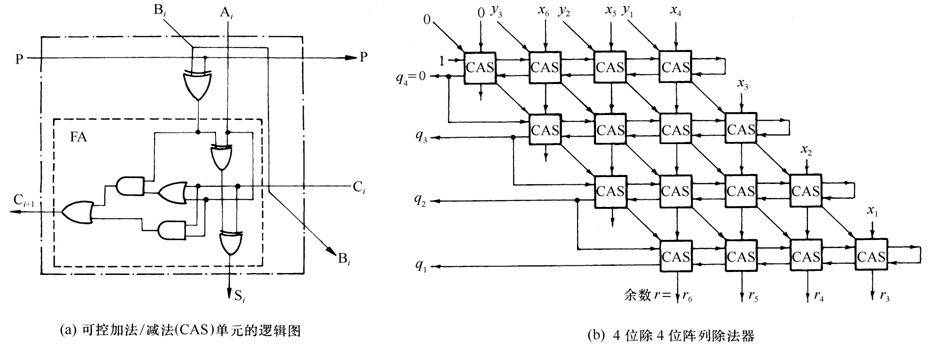 Bᵢ Aᵢ
P P
FA
Cᵢ₊₁ Cᵢ
Bᵢ
Sᵢ
(a) 可控加法/减法(CAS)单元的逻辑图
0 0 y₃ x₆ y₂ x₅ y₁ x₄
1 CAS CAS CAS CAS
q₄=0
x₃
CAS CAS CAS CAS
q₃
x₂
CAS CAS CAS CAS
q₂
x₁
CAS CAS CAS CAS
q₁
余数 r= r₆ r₅ r₄ r₃
(b) 4 位除 4 位阵列除法器